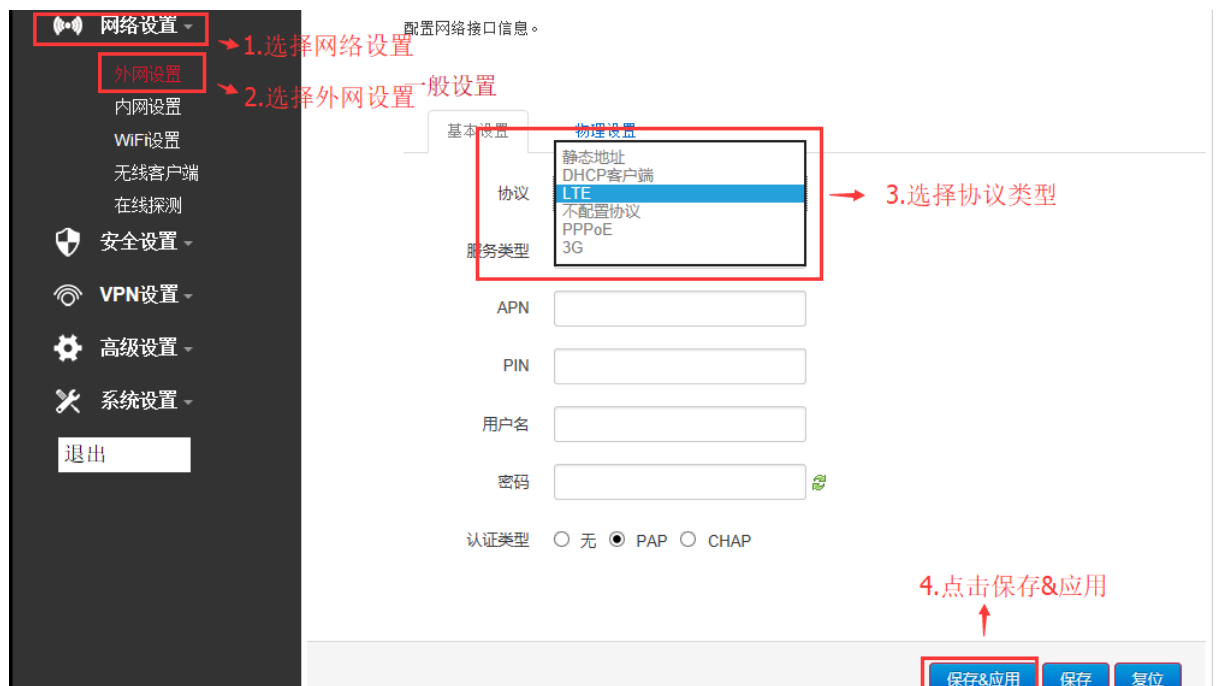 网络设置
1.选择网络设置
外网设置
2.选择外网设置
内网设置
WiFi设置
无线客户端
在线探测
安全设置
VPN设置
高级设置
系统设置
退出
配置网络接口信息。
一般设置
基本设置
物理设置
协议
静态地址
DHCP客户端
LTE
不配置协议
PPPoE
3G
3.选择协议类型
服务类型
APN
PIN
用户名
密码
认证类型 无 PAP CHAP
4.点击保存&应用
保存&应用 保存 复位